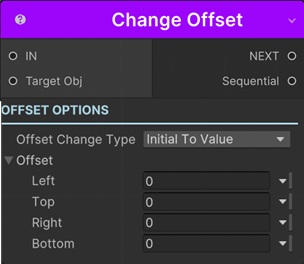 Change Offset
IN NEXT
Target Obj Sequential
OFFSET OPTIONS
Offset Change Type Initial To Value
Offset
Left 0
Top 0
Right 0
Bottom 0